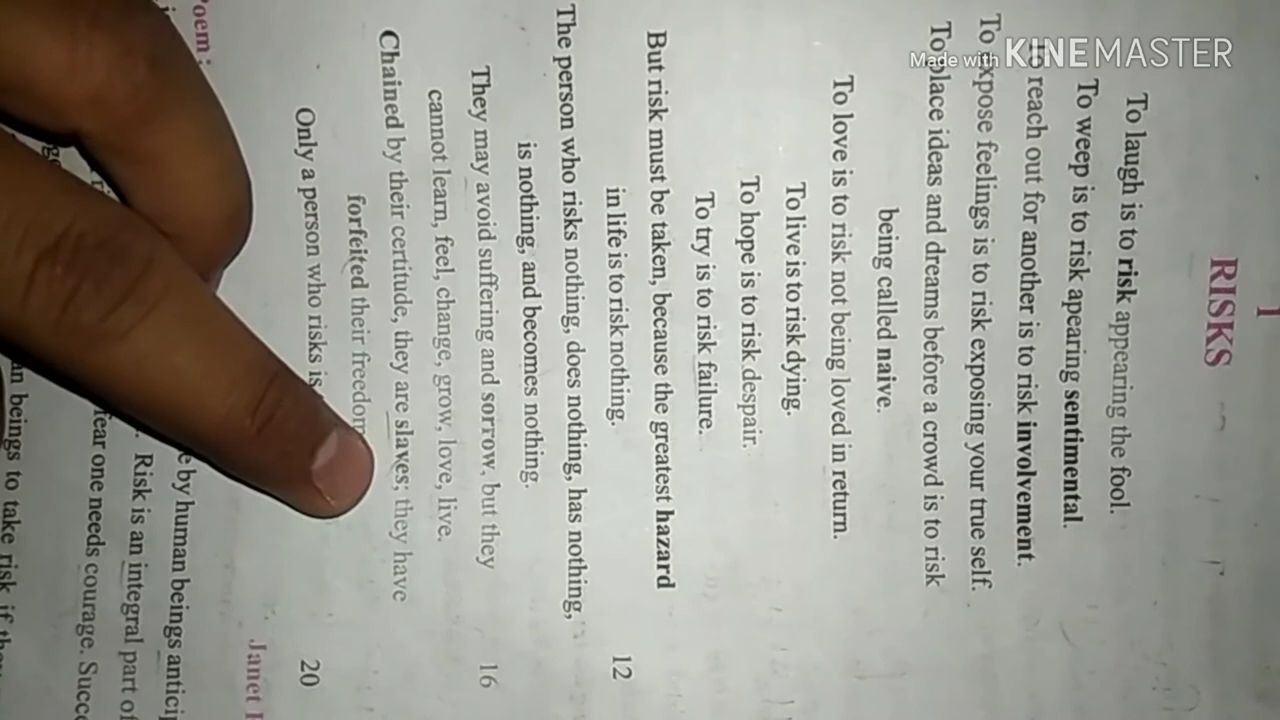 Made with KINEMASTER
1
RISKS
To laugh is to risk appearing the fool.
To weep is to risk apearing sentimental.
To reach out for another is to risk involvement.
To expose feelings is to risk exposing your true self.
To place ideas and dreams before a crowd is to risk
being called naive.
To love is to risk not being loved in return.
To live is to risk dying.
To hope is to risk despair.
To try is to risk failure.
But risk must be taken, because the greatest hazard
in life is to risk nothing. 12
The person who risks nothing, does nothing, has nothing,
is nothing, and becomes nothing.
They may avoid suffering and sorrow, but they 16
cannot learn, feel, change, grow, love, live.
Chained by their certitude, they are slaves; they have
forfeited their freedom
Only a person who risks is 20
Janet
Poem :
by human beings
Risk is an integral part of
fear one needs courage.
beings to take risk if